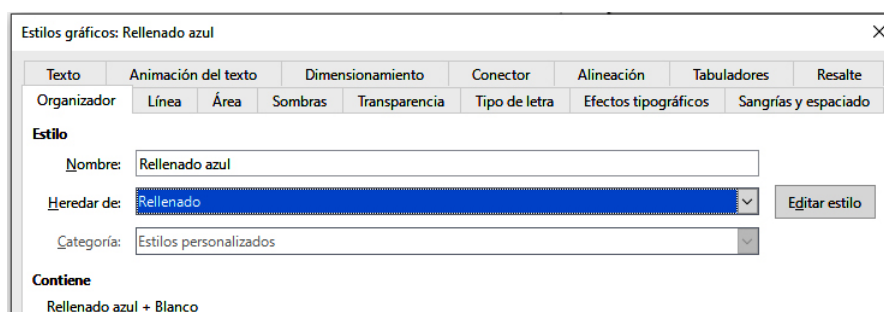 Estilos gráficos: Rellenado azul
Texto Animación del texto Dimensionamiento Conector Alineación Tabuladores Resalte
Organizador Línea Área Sombras Transparencia Tipo de letra Efectos tipográficos Sangrías y espaciado
Estilo
Nombre: Rellenado azul
Heredar de: Rellenado Editar estilo
Categoría: Estilos personalizados
Contiene
Rellenado azul + Blanco